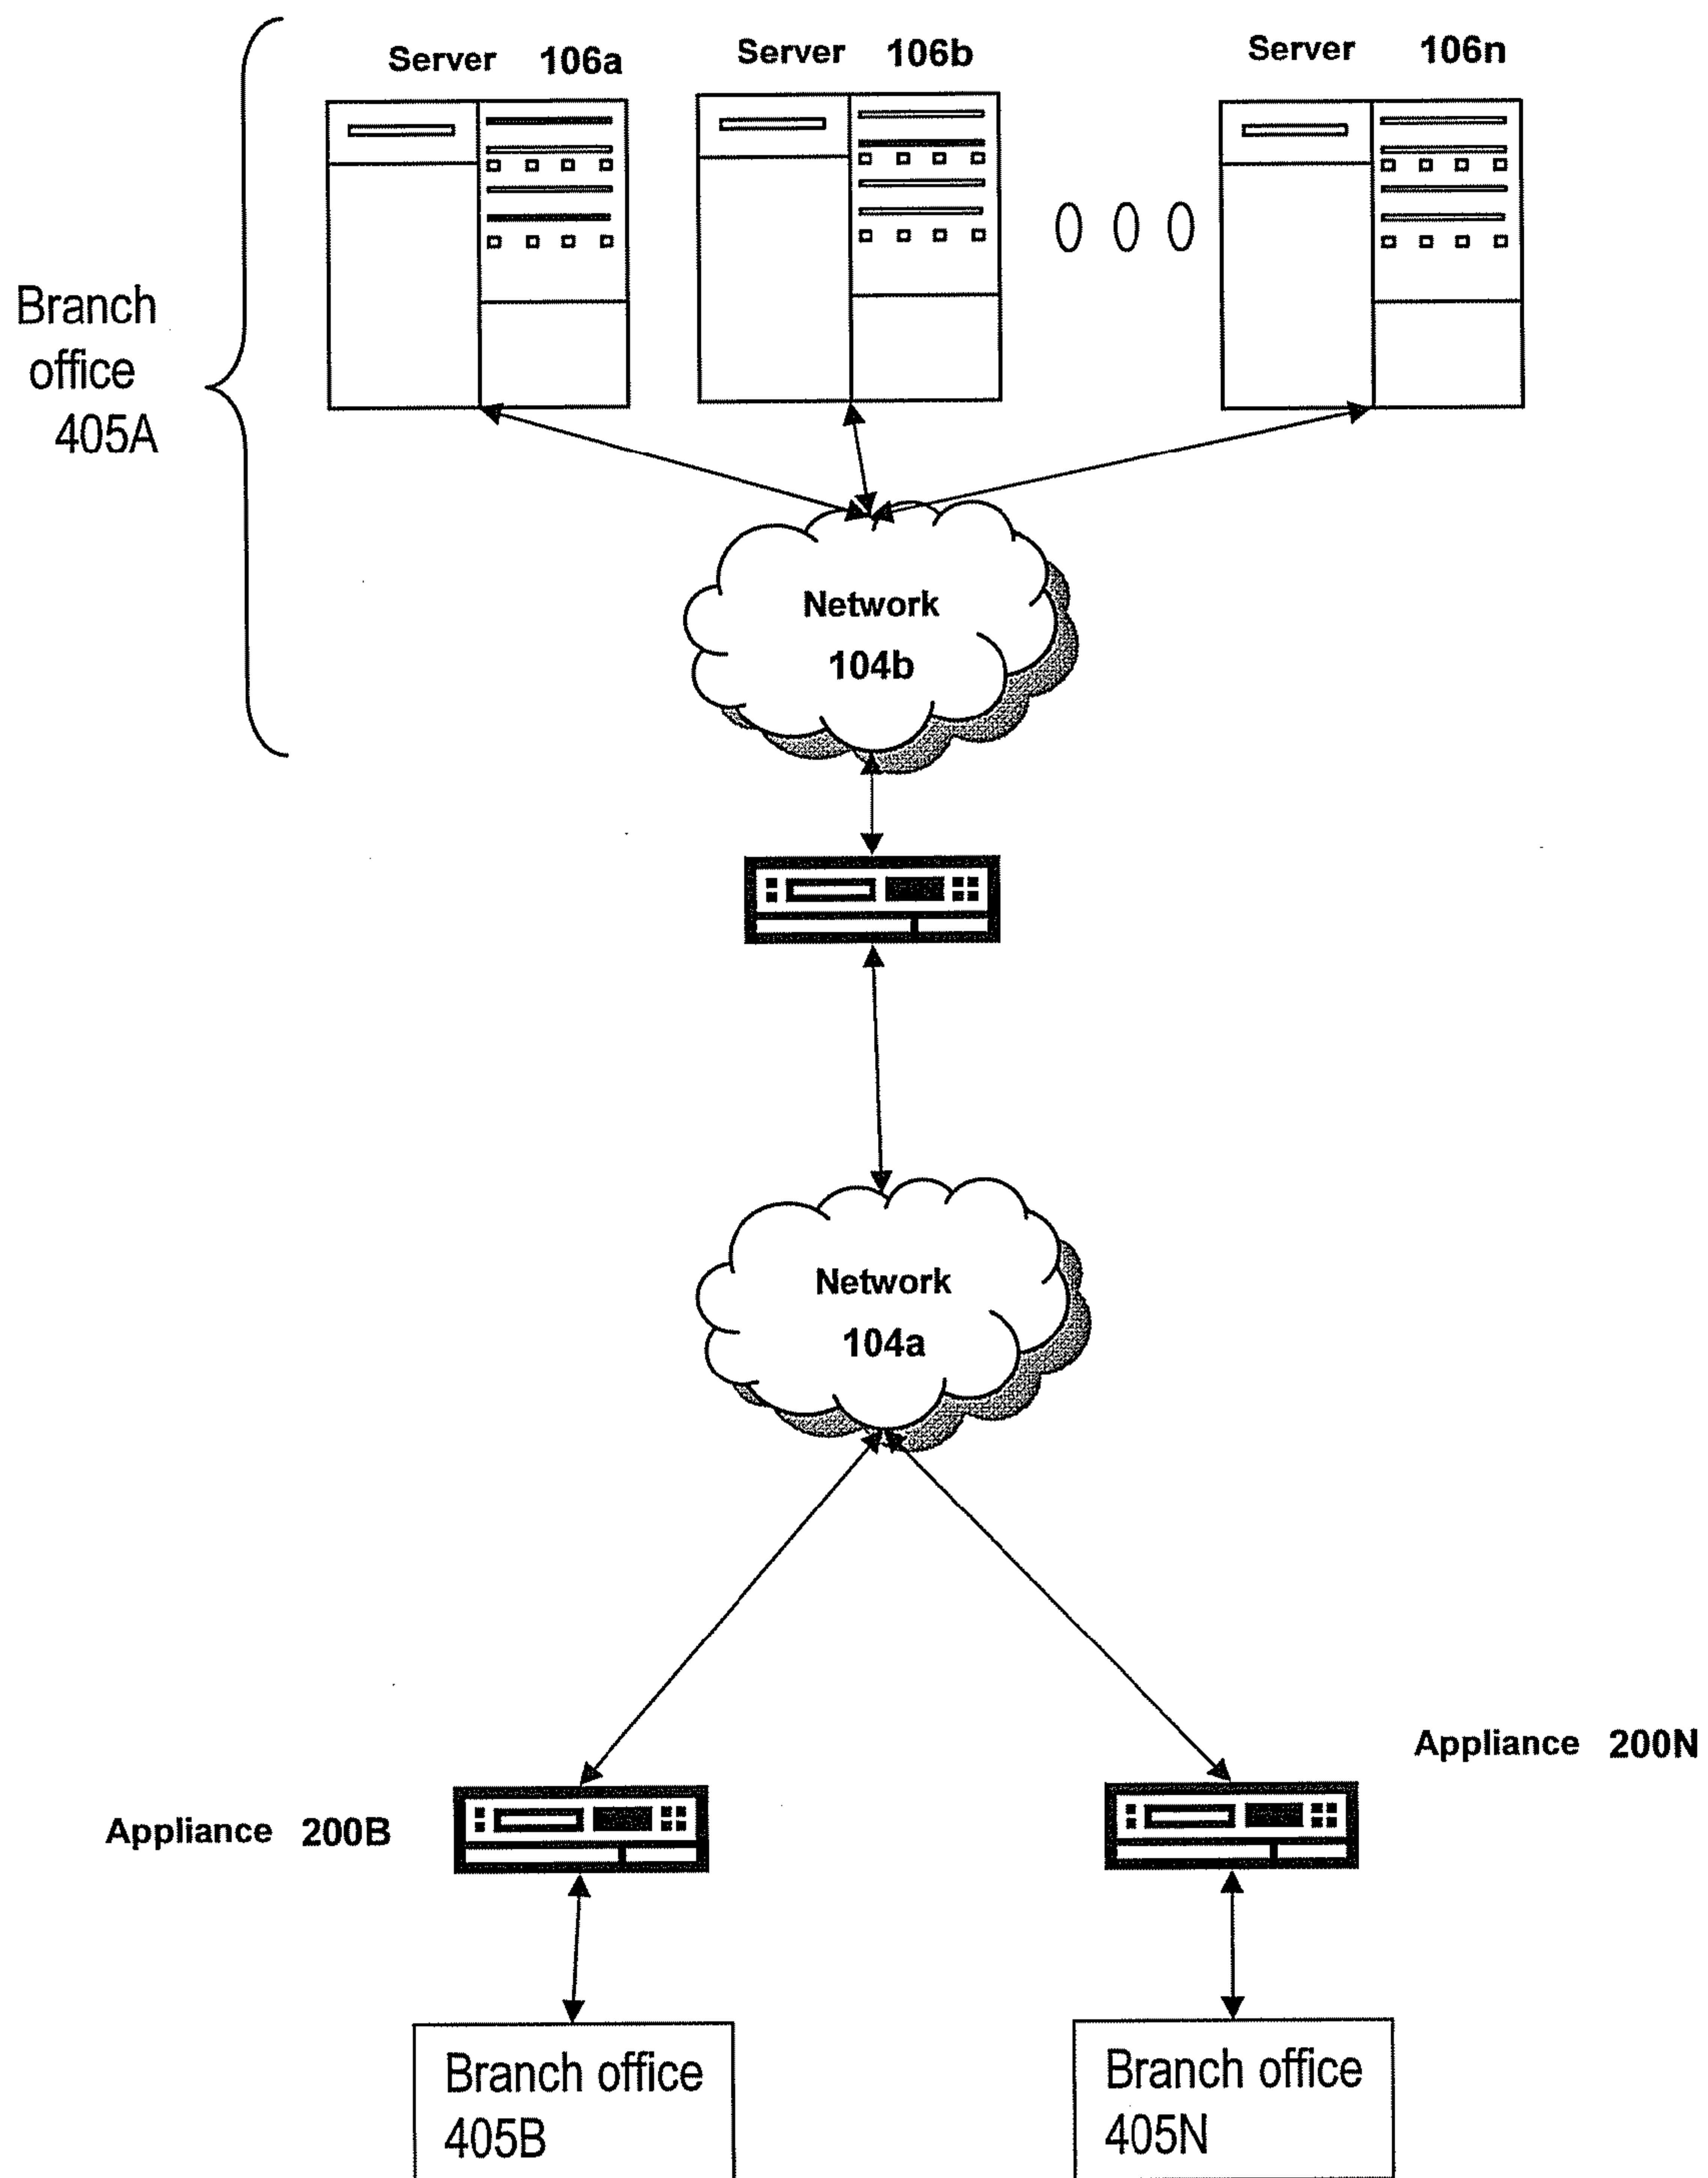 Server 106a
Server 106b
Server 106n
Branch
office
405A
Network
104b
Network
104a
Appliance 200N
Appliance 200B
Branch office
405B
Branch office
405N